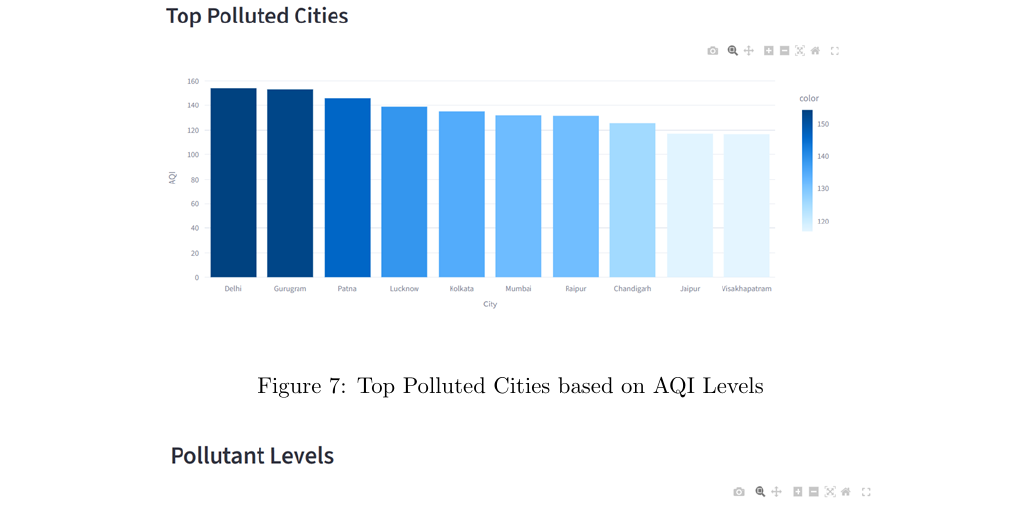 Top Polluted Cities
160
140
120
100
80
60
40
20
0
AQI
Delhi Gurugram Patna Lucknow Kolkata Mumbai Raipur Chandigarh Jaipur Visakhapatnam
City
color
150
140
130
120
Figure 7: Top Polluted Cities based on AQI Levels
Pollutant Levels